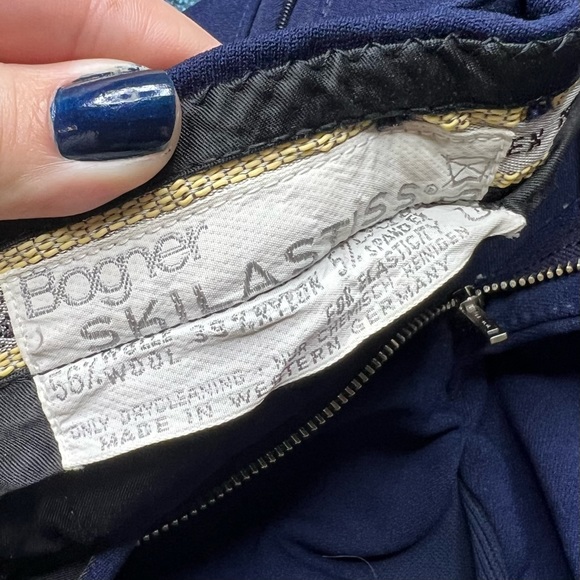 Bogner
SKILASTISS.
56% WOLLE 39% NYLON 5% SPANDEX
WOOL FOR ELASTICITY
ONLY DRYCLEANING · NUR CHEMISCH REINIGEN
MADE IN WESTERN GERMANY